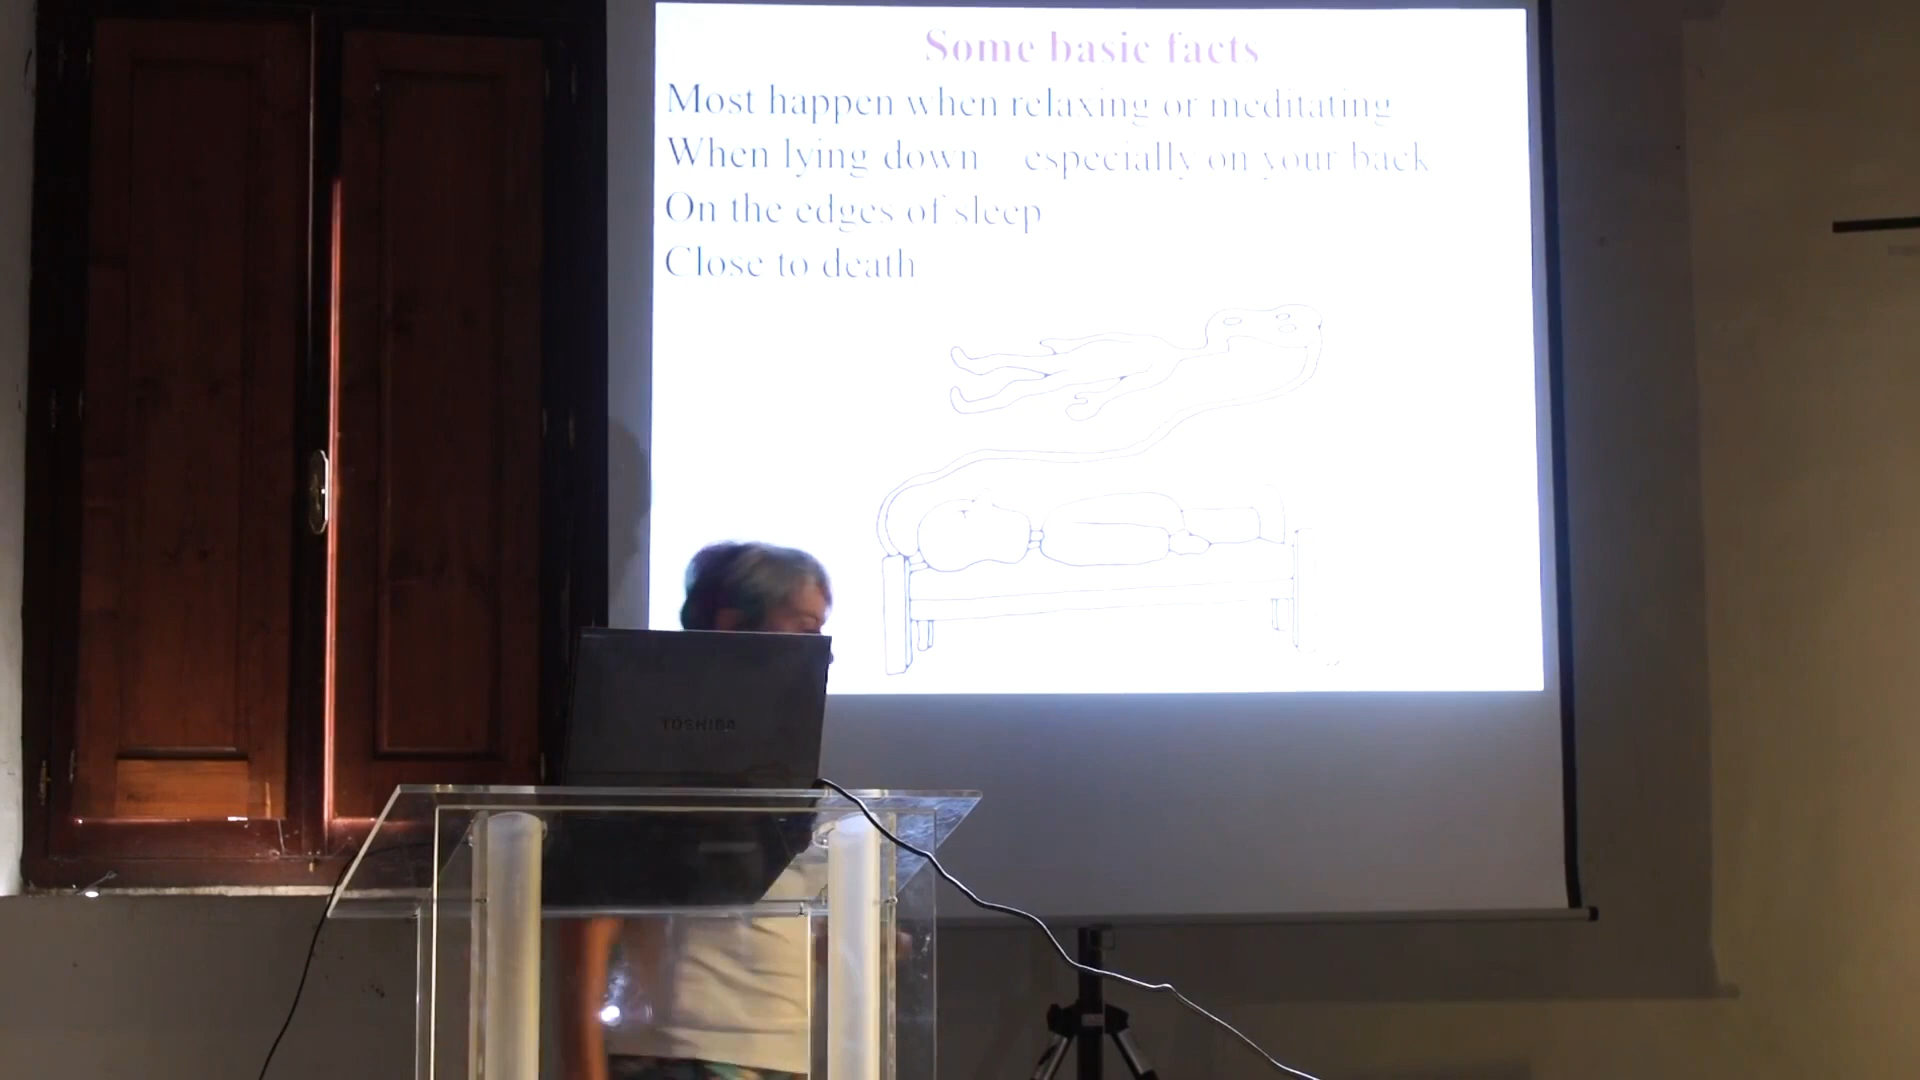 Some basic facts
Most happen when relaxing or meditating
When lying down especially on your back
On the edges of sleep
Close to death
TOSHIBA